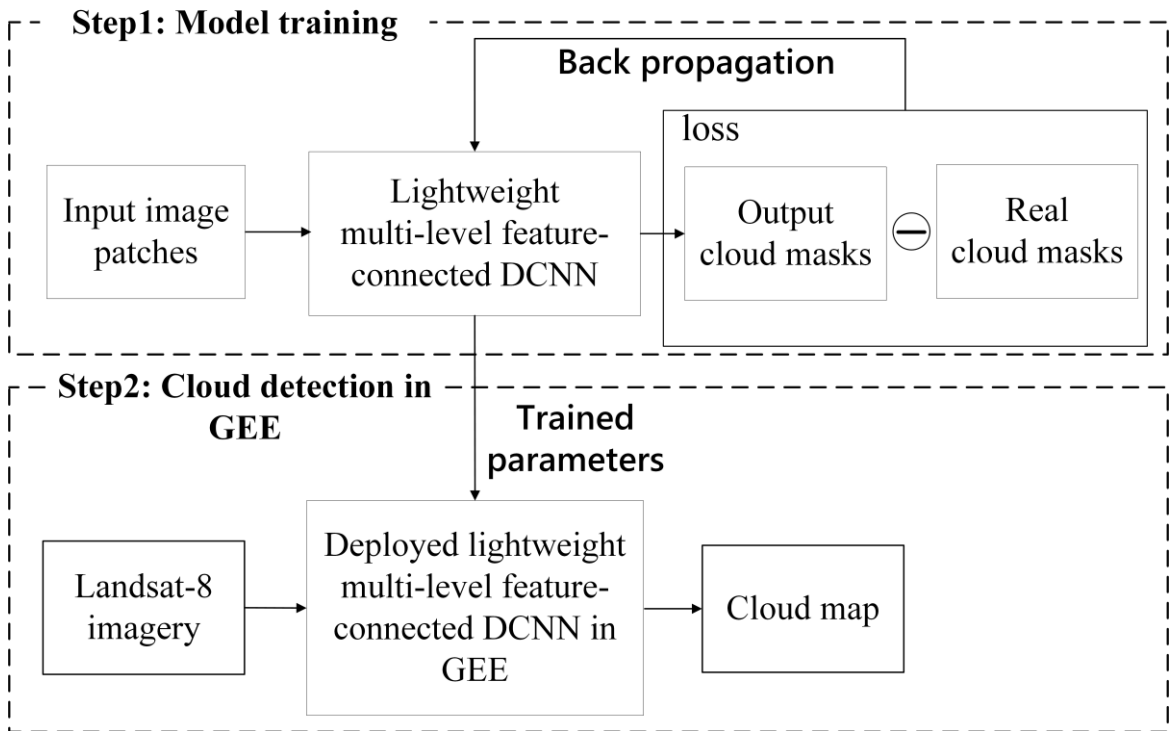 Step1: Model training
Back propagation
loss
Input image
patches
Lightweight
multi-level feature-
connected DCNN
Output
cloud masks
Real
cloud masks
Step2: Cloud detection in
GEE
Trained
parameters
Landsat-8
imagery
Deployed lightweight
multi-level feature-
connected DCNN in
GEE
Cloud map